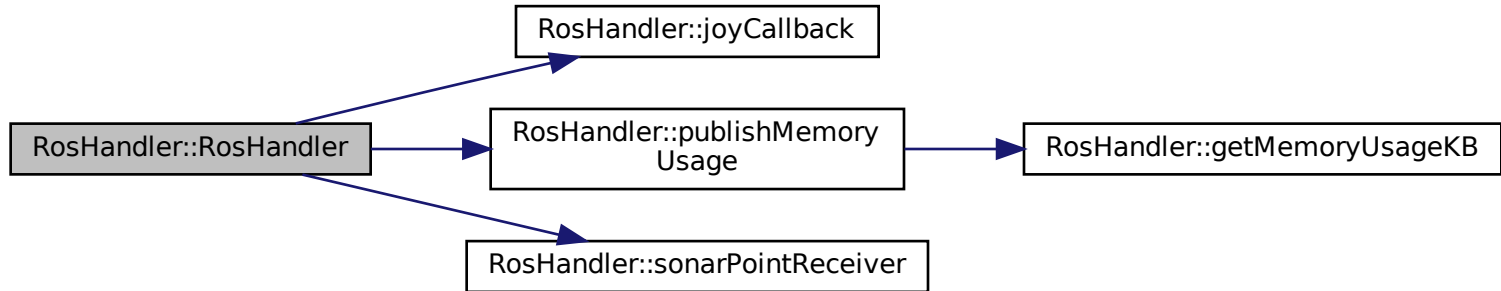 RosHandler::joyCallback
RosHandler::RosHandler
RosHandler::publishMemory
Usage
RosHandler::getMemoryUsageKB
RosHandler::sonarPointReceiver